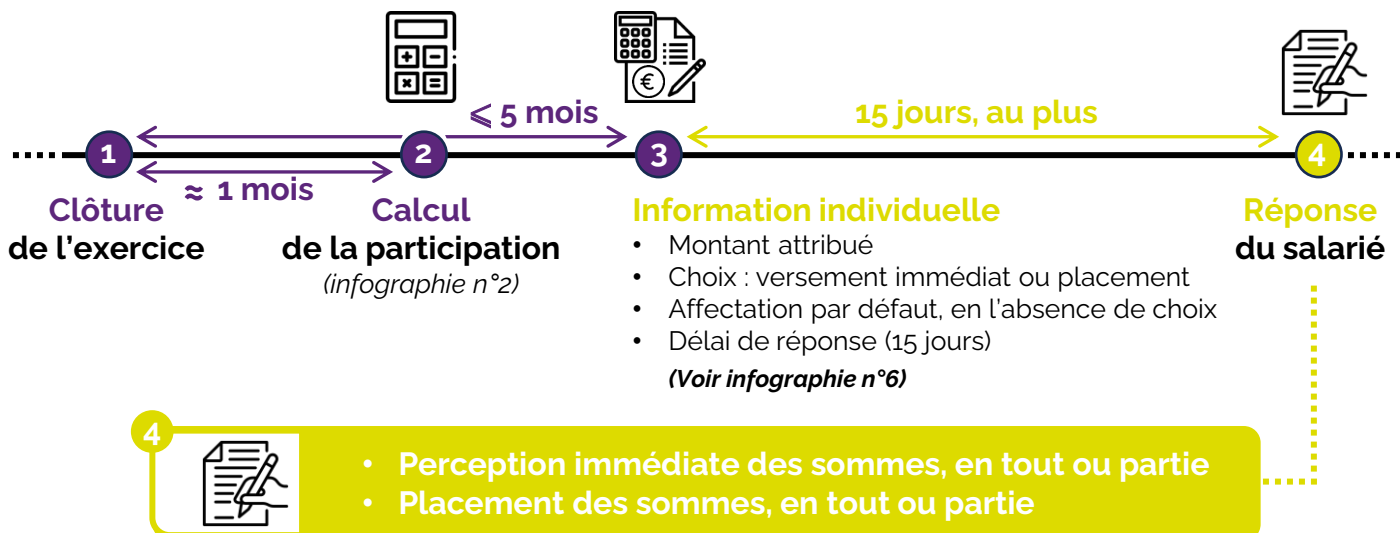 ⩽ 5 mois
15 jours, au plus
1
2
3
4
≈ 1 mois
Clôture
de l'exercice
Calcul
de la participation
(infographie n°2)
Information individuelle
• Montant attribué
• Choix : versement immédiat ou placement
• Affectation par défaut, en l'absence de choix
• Délai de réponse (15 jours)
(Voir infographie n°6)
Réponse
du salarié
4
• Perception immédiate des sommes, en tout ou partie
• Placement des sommes, en tout ou partie